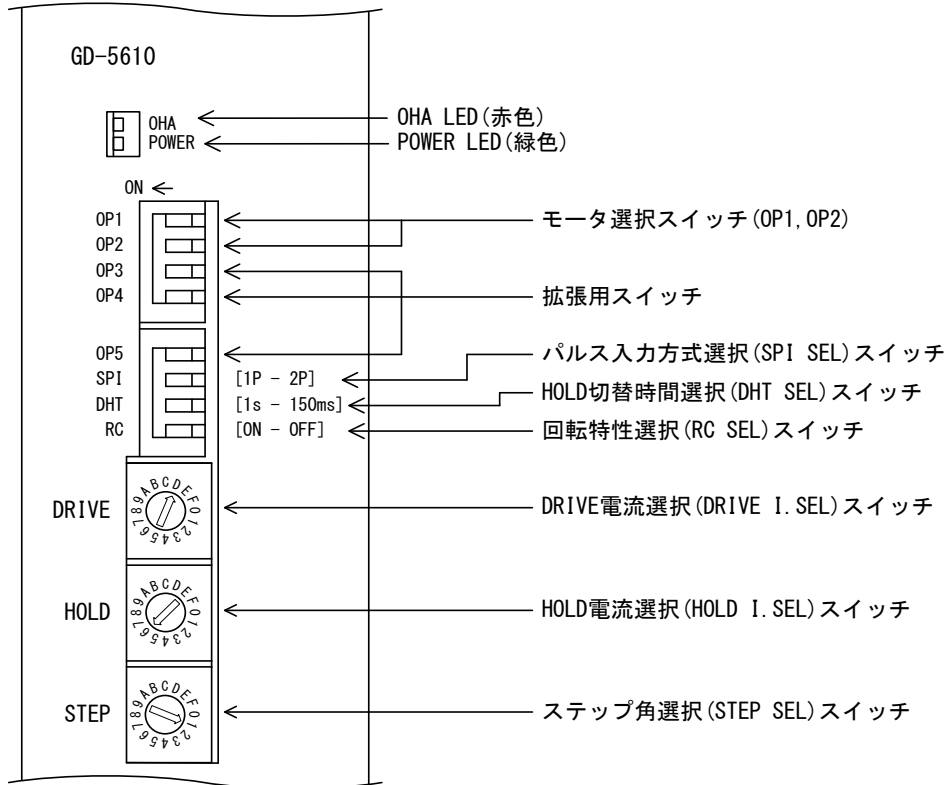 GD-5610
OHA
OHA LED(赤色)
POWER
POWER LED(緑色)
ON
OP1
モータ選択スイッチ(OP1,OP2)
OP2
OP3
OP4
拡張用スイッチ
OP5
パルス入力方式選択(SPI SEL)スイッチ
SPI
[1P - 2P]
HOLD切替時間選択(DHT SEL)スイッチ
DHT
[1s - 150ms]
RC
[ON - OFF]
回転特性選択(RC SEL)スイッチ
DRIVE
0123456789ABCDEF
DRIVE電流選択(DRIVE I.SEL)スイッチ
HOLD
0123456789ABCDEF
HOLD電流選択(HOLD I.SEL)スイッチ
STEP
0123456789ABCDEF
ステップ角選択(STEP SEL)スイッチ